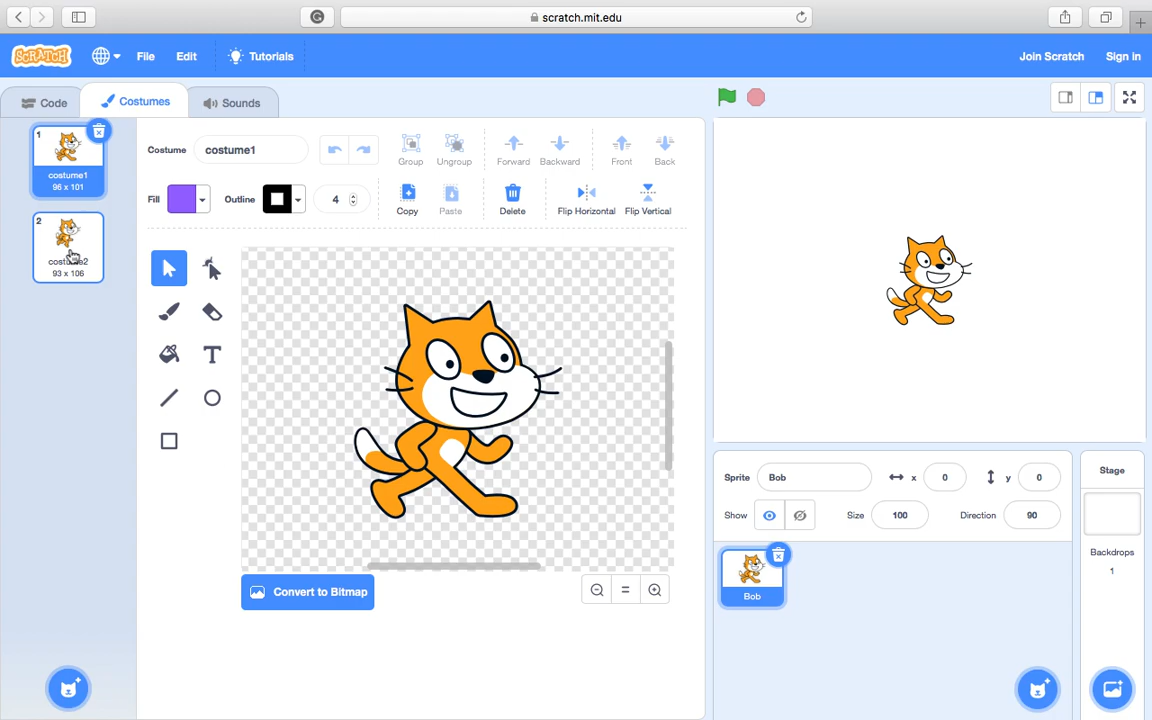 scratch.mit.edu
SCRATCH File Edit Tutorials Join Scratch Sign in
Code Costumes Sounds
1
costume1
96 x 101
2
costume2
93 x 106
Costume costume1 Group Ungroup Forward Backward Front Back
Fill Outline 4 Copy Paste Delete Flip Horizontal Flip Vertical
Convert to Bitmap
Sprite Bob x 0 y 0
Show Size 100 Direction 90
Bob
Stage
Backdrops
1